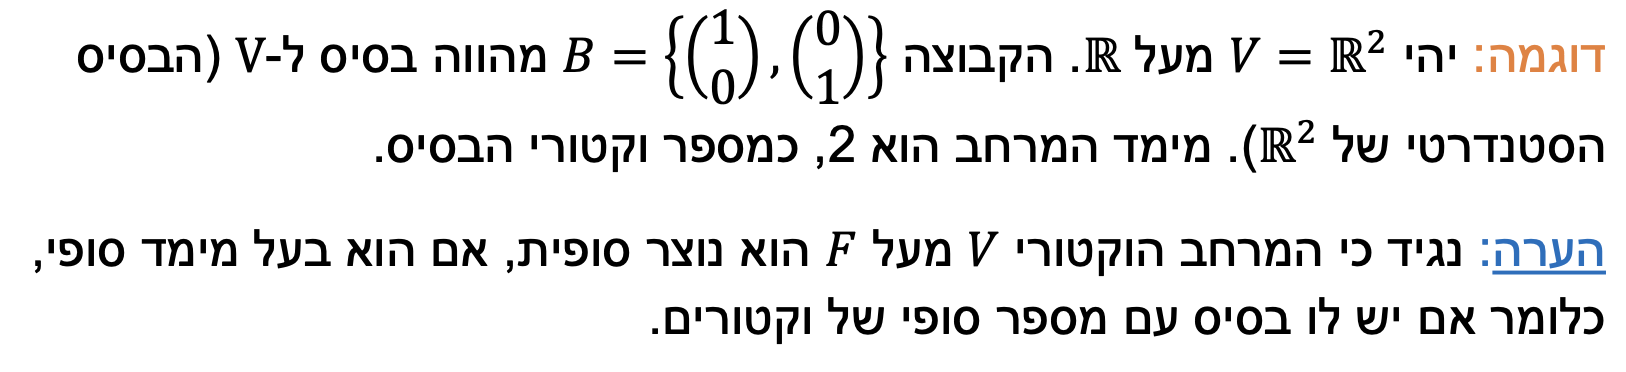 דוגמה: יהי V = ℝ² מעל ℝ. הקבוצה B = {(1 0), (0 1)} מהווה בסיס ל-V (הבסיס
הסטנדרטי של ℝ²). מימד המרחב הוא 2, כמספר וקטורי הבסיס.
הערה: נגיד כי המרחב הוקטורי V מעל F הוא נוצר סופית, אם הוא בעל מימד סופי,
כלומר אם יש לו בסיס עם מספר סופי של וקטורים.